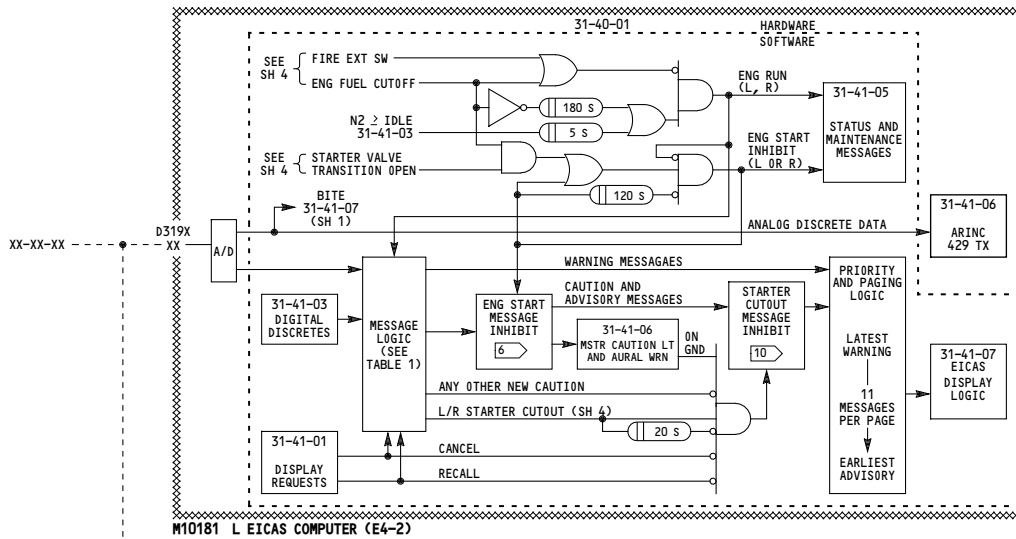 31-40-01
HARDWARE
SOFTWARE
SEE
SH 4
FIRE EXT SW
ENG FUEL CUTOFF
180 S
N2 ≥ IDLE
31-41-03
5 S
ENG RUN
(L, R)
ENG START
INHIBIT
(L OR R)
31-41-05
STATUS AND
MAINTENANCE
MESSAGES
SEE
SH 4
STARTER VALVE
TRANSITION OPEN
120 S
BITE
31-41-07
(SH 1)
ANALOG DISCRETE DATA
31-41-06
ARINC
429 TX
XX-XX-XX
D319X
XX
A/D
31-41-03
DIGITAL
DISCRETES
MESSAGE
LOGIC
(SEE
TABLE 1)
WARNING MESSAGAES
ENG START
MESSAGE
INHIBIT
6
CAUTION AND
ADVISORY MESSAGES
31-41-06
MSTR CAUTION LT
AND AURAL WRN
ON
GND
STARTER
CUTOUT
MESSAGE
INHIBIT
10
PRIORITY
AND PAGING
LOGIC
LATEST
WARNING
11
MESSAGES
PER PAGE
EARLIEST
ADVISORY
31-41-07
EICAS
DISPLAY
LOGIC
ANY OTHER NEW CAUTION
L/R STARTER CUTOUT (SH 4)
20 S
31-41-01
DISPLAY
REQUESTS
CANCEL
RECALL
M10181 L EICAS COMPUTER (E4-2)